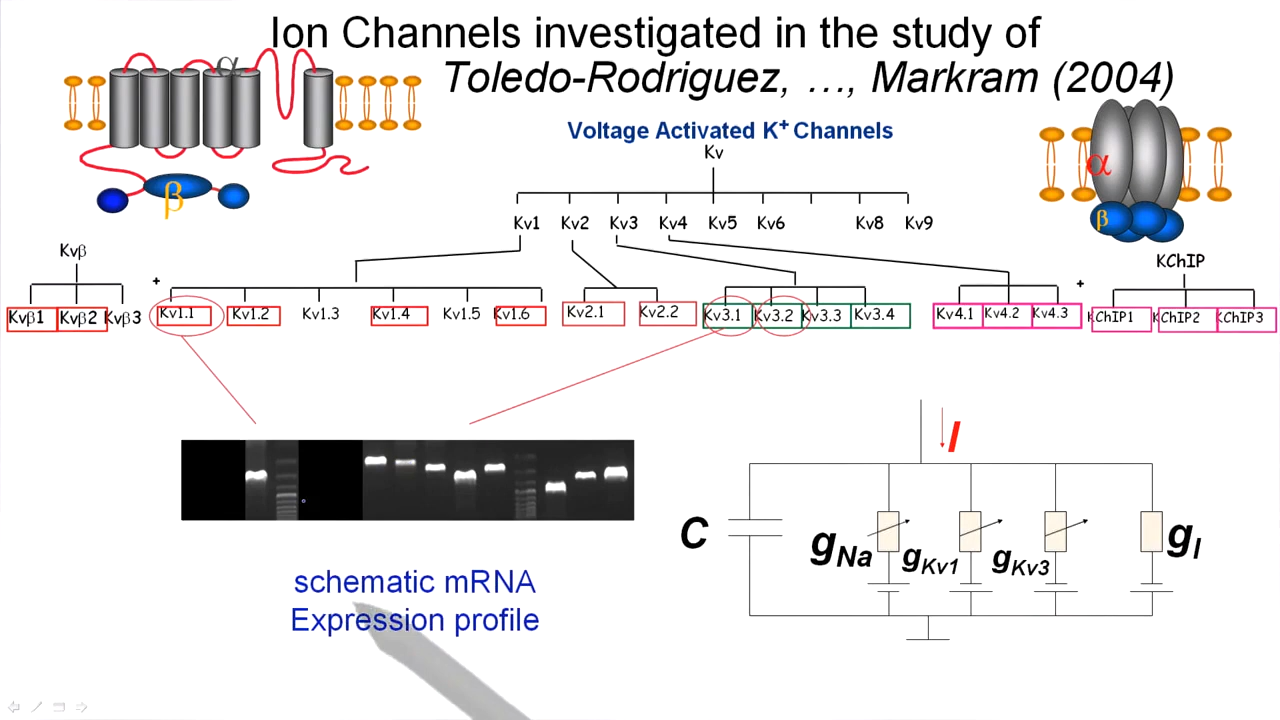 Ion Channels investigated in the study of
Toledo-Rodriguez, …, Markram (2004)
α
Voltage Activated K+ Channels
Kv
α
β
β
Kv1 Kv2 Kv3 Kv4 Kv5 Kv6 Kv8 Kv9
Kvβ
KChIP
+
+
Kvβ1 Kvβ2 Kvβ3 Kv1.1 Kv1.2 Kv1.3 Kv1.4 Kv1.5 Kv1.6 Kv2.1 Kv2.2 Kv3.1 Kv3.2 Kv3.3 Kv3.4 Kv4.1 Kv4.2 Kv4.3 KChIP1 KChIP2 KChIP3
I
C gNa gKv1 gKv3 gl
schematic mRNA
Expression profile